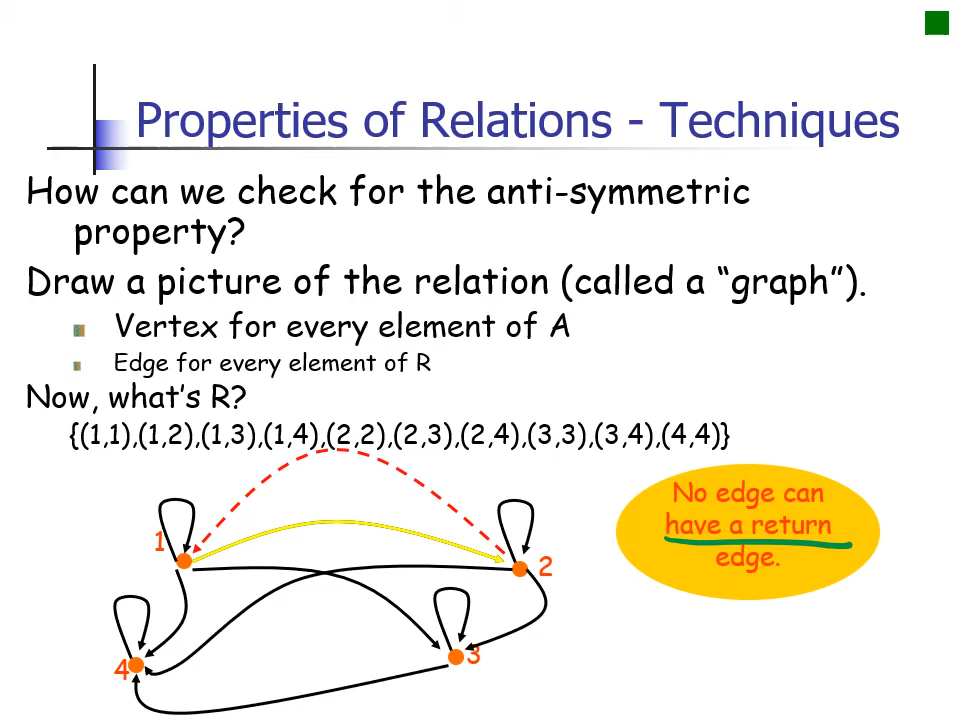 Properties of Relations - Techniques
How can we check for the anti-symmetric
property?
Draw a picture of the relation (called a “graph”).
Vertex for every element of A
Edge for every element of R
Now, what’s R?
{(1,1),(1,2),(1,3),(1,4),(2,2),(2,3),(2,4),(3,3),(3,4),(4,4)}
No edge can
have a return
edge.
1
2
3
4